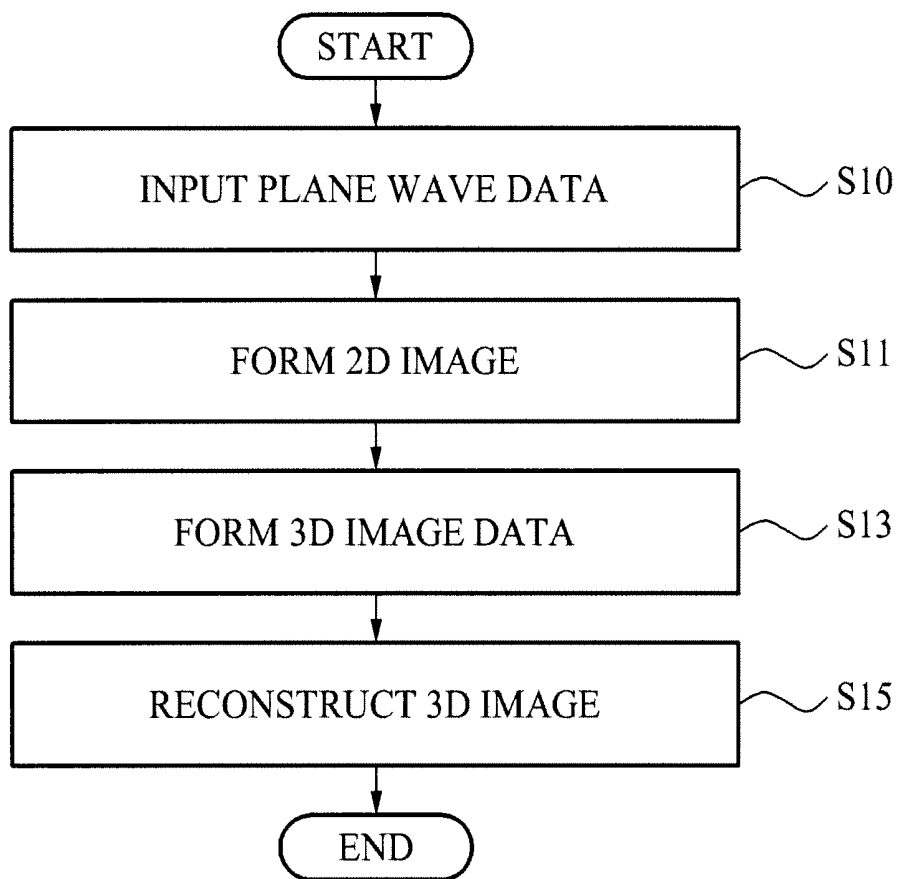 START
INPUT PLANE WAVE DATA
S10
FORM 2D IMAGE
S11
FORM 3D IMAGE DATA
S13
RECONSTRUCT 3D IMAGE
S15
END